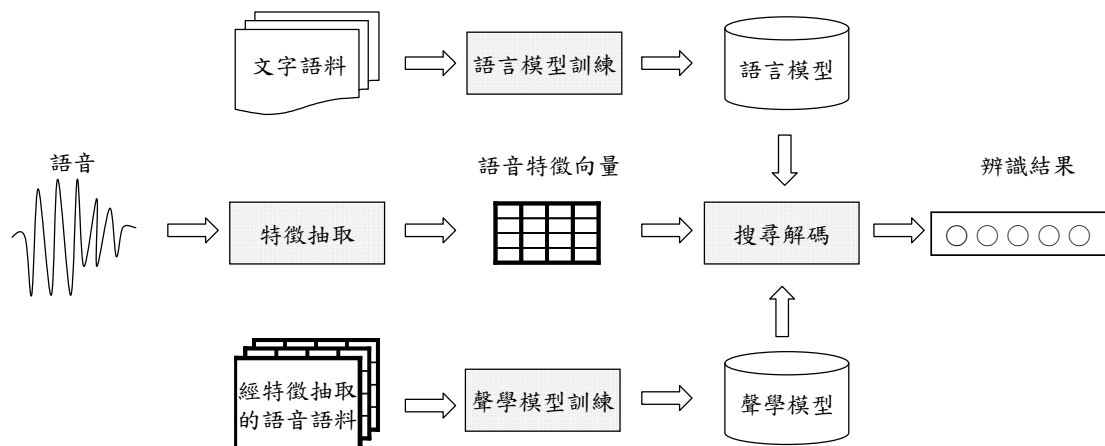 文字語料
語言模型訓練
語言模型
語音
語音特徵向量
辨識結果
特徵抽取
搜尋解碼
經特徵抽取
的語音語料
聲學模型訓練
聲學模型